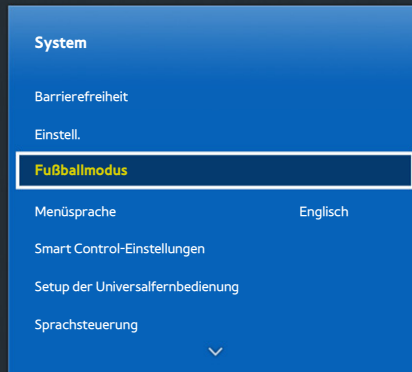 System
Barrierefreiheit
Einstell.
Fußballmodus
Menüsprache Englisch
Smart Control-Einstellungen
Setup der Universalfernbedienung
Sprachsteuerung